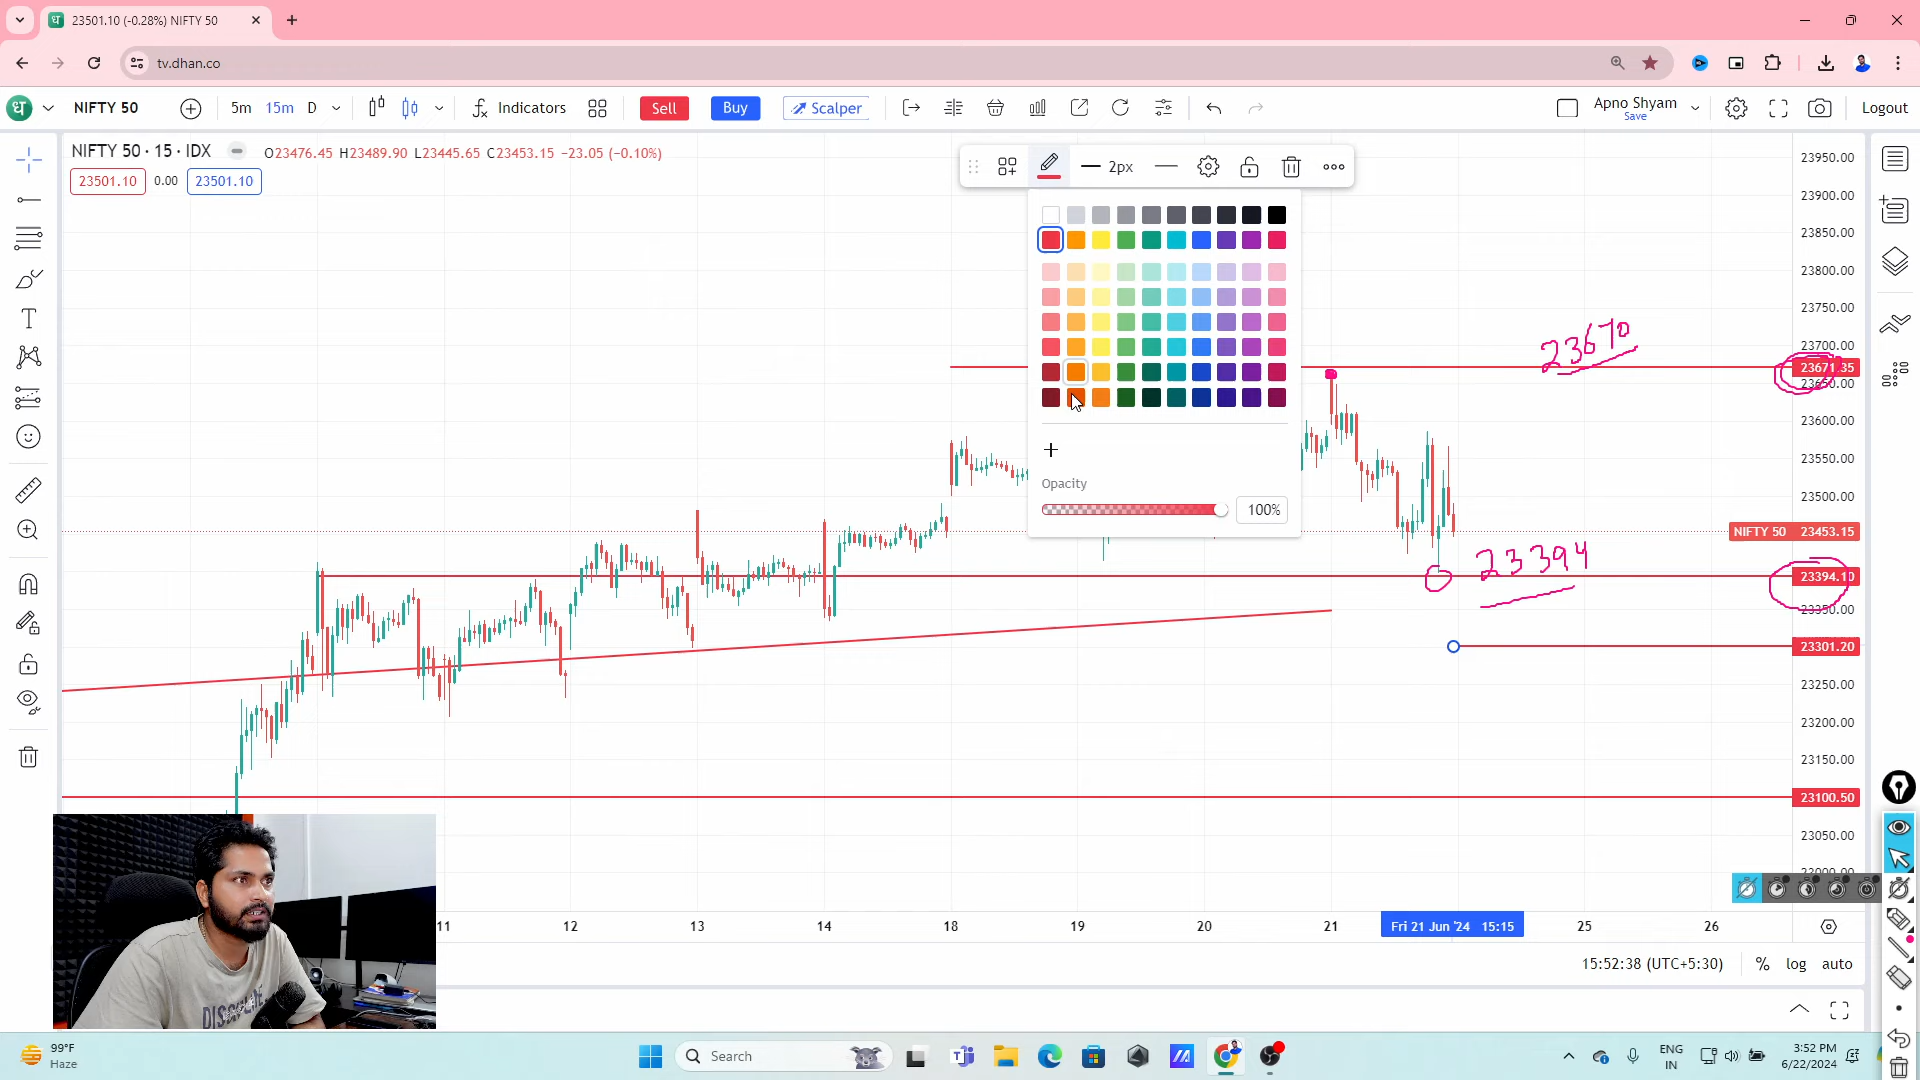 23501.10 (-0.28%) NIFTY 50
tv.dhan.co
ध NIFTY 50 5m 15m D Indicators Sell Buy Scalper Apno Shyam Save Logout
NIFTY 50 · 15 · IDX O23476.45 H23489.90 L23445.65 C23453.15 −23.05 (−0.10%)
23501.10 0.00 23501.10
2px
23950.00
23900.00
23850.00
23800.00
23750.00
23700.00
23670
23671.35
23650.00
23600.00
23550.00
23500.00
Opacity
100%
NIFTY 50 23453.15
23394
23394.10
23350.00
23301.20
23250.00
23200.00
23150.00
23100.50
23050.00
23000.00
11 12 13 14 18 19 20 21 Fri 21 Jun '24 15:15 25 26
15:52:38 (UTC+5:30) % log auto
99°F
Haze
Search
ENG
IN
3:52 PM
6/22/2024